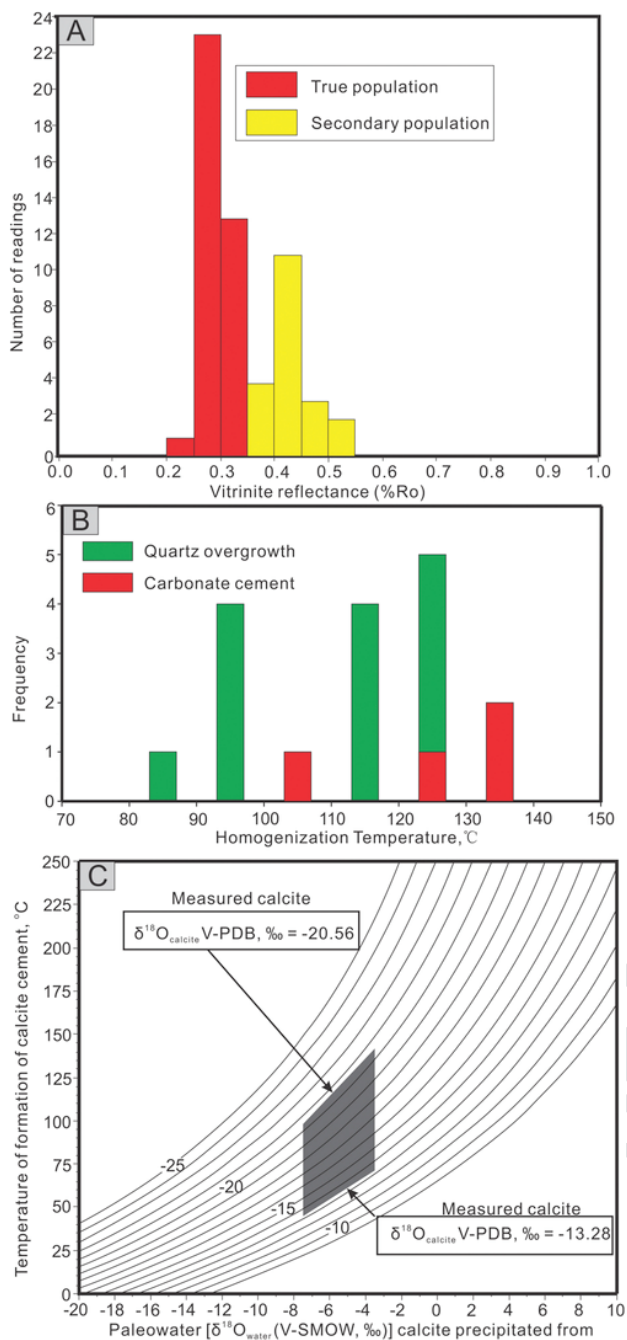 A
24
22
20
18
16
14
12
10
8
6
4
2
0.0 0.1 0.2 0.3 0.4 0.5 0.6 0.7 0.8 0.9 1.0
Number of readings
Vitrinite reflectance (%Ro)
True population
Secondary population
B
6
5
4
3
2
1
0
70 80 90 100 110 120 130 140 150
Frequency
Homogenization Temperature,℃
Quartz overgrowth
Carbonate cement
C
250
225
200
175
150
125
100
75
50
25
0
-20 -18 -16 -14 -12 -10 -8 -6 -4 -2 0 2 4 6 8 10
Temperature of formation of calcite cement, °C
Paleowater [δ¹⁸O_water (V-SMOW, ‰)] calcite precipitated from
Measured calcite
δ¹⁸O_calcite V-PDB, ‰ = -20.56
-25
-20
-15
-10
Measured calcite
δ¹⁸O_calcite V-PDB, ‰ = -13.28